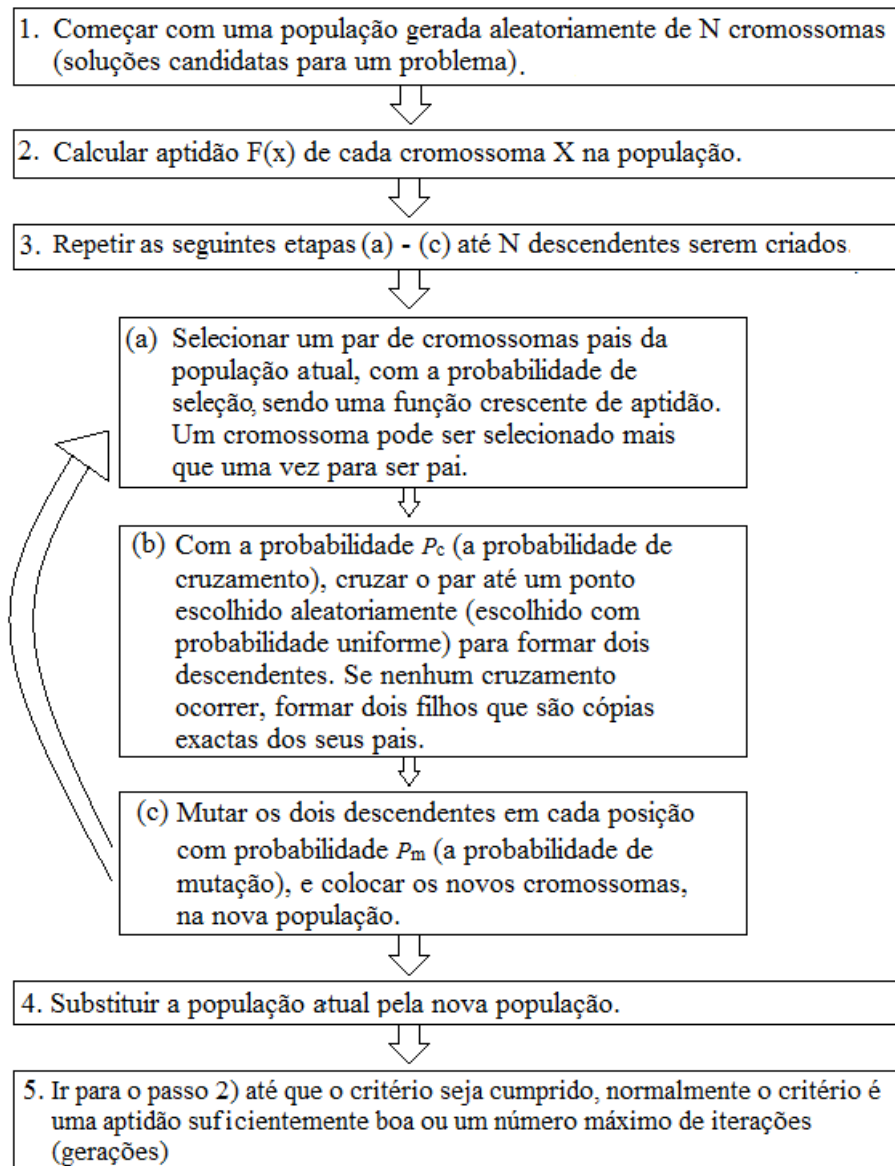 1. Começar com uma população gerada aleatoriamente de N cromossomas
(soluções candidatas para um problema).
2. Calcular aptidão F(x) de cada cromossoma X na população.
3. Repetir as seguintes etapas (a) - (c) até N descendentes serem criados.
(a) Selecionar um par de cromossomas pais da
população atual, com a probabilidade de
seleção, sendo uma função crescente de aptidão.
Um cromossoma pode ser selecionado mais
que uma vez para ser pai.
(b) Com a probabilidade Pc (a probabilidade de
cruzamento), cruzar o par até um ponto
escolhido aleatoriamente (escolhido com
probabilidade uniforme) para formar dois
descendentes. Se nenhum cruzamento
ocorrer, formar dois filhos que são cópias
exactas dos seus pais.
(c) Mutar os dois descendentes em cada posição
com probabilidade Pm (a probabilidade de
mutação), e colocar os novos cromossomas,
na nova população.
4. Substituir a população atual pela nova população.
5. Ir para o passo 2) até que o critério seja cumprido, normalmente o critério é
uma aptidão suficientemente boa ou um número máximo de iterações
(gerações)